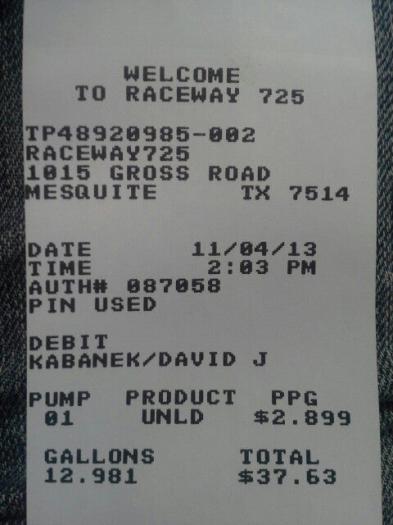 WELCOME
TO RACEWAY 725
TP48920985-002
RACEWAY725
1015 GROSS ROAD
MESQUITE TX 7514
DATE 11/04/13
TIME 2:03 PM
AUTH# 087058
PIN USED
DEBIT
KABANEK/DAVID J
PUMP PRODUCT PPG
01 UNLD $2.899
GALLONS TOTAL
12.981 $37.63